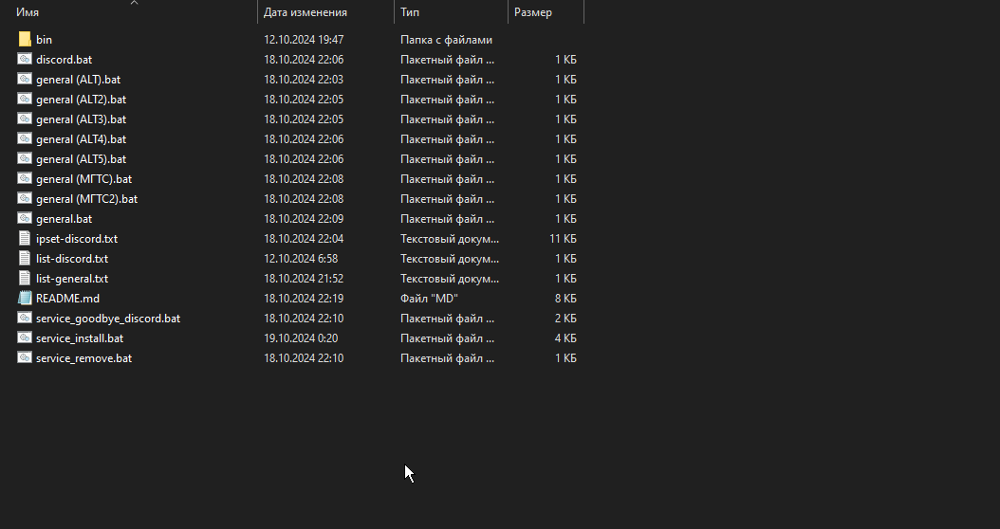 Имя Дата изменения Тип Размер
bin 12.10.2024 19:47 Папка с файлами
discord.bat 18.10.2024 22:06 Пакетный файл ... 1 КБ
general (ALT).bat 18.10.2024 22:03 Пакетный файл ... 1 КБ
general (ALT2).bat 18.10.2024 22:05 Пакетный файл ... 1 КБ
general (ALT3).bat 18.10.2024 22:05 Пакетный файл ... 1 КБ
general (ALT4).bat 18.10.2024 22:06 Пакетный файл ... 1 КБ
general (ALT5).bat 18.10.2024 22:06 Пакетный файл ... 1 КБ
general (МГТС).bat 18.10.2024 22:08 Пакетный файл ... 1 КБ
general (МГТС2).bat 18.10.2024 22:08 Пакетный файл ... 1 КБ
general.bat 18.10.2024 22:09 Пакетный файл ... 1 КБ
ipset-discord.txt 18.10.2024 22:04 Текстовый докум... 11 КБ
list-discord.txt 12.10.2024 6:58 Текстовый докум... 1 КБ
list-general.txt 18.10.2024 21:52 Текстовый докум... 1 КБ
README.md 18.10.2024 22:19 Файл "MD" 8 КБ
service_goodbye_discord.bat 18.10.2024 22:10 Пакетный файл ... 2 КБ
service_install.bat 19.10.2024 0:20 Пакетный файл ... 4 КБ
service_remove.bat 18.10.2024 22:10 Пакетный файл ... 1 КБ